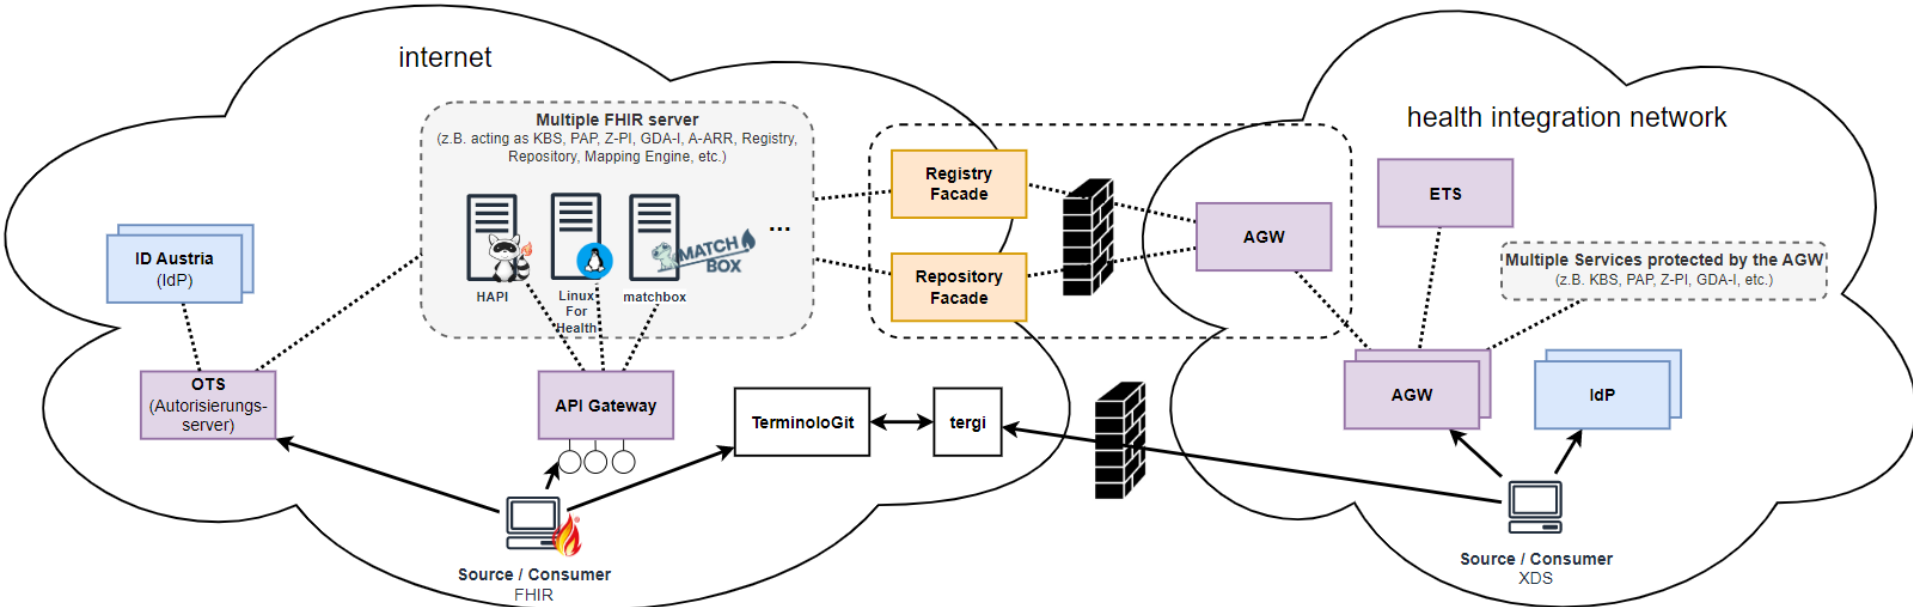 internet
health integration network
Multiple FHIR server
(z.B. acting as KBS, PAP, Z-PI, GDA-I, A-ARR, Registry,
Repository, Mapping Engine, etc.)
HAPI
Linux
For
Health
MATCH
BOX
matchbox
...
Registry
Facade
Repository
Facade
AGW
ETS
Multiple Services protected by the AGW
(z.B. KBS, PAP, Z-PI, GDA-I, etc.)
ID Austria
(IdP)
OTS
(Autorisierungs-
server)
API Gateway
TerminoloGit
tergi
AGW
IdP
Source / Consumer
FHIR
Source / Consumer
XDS